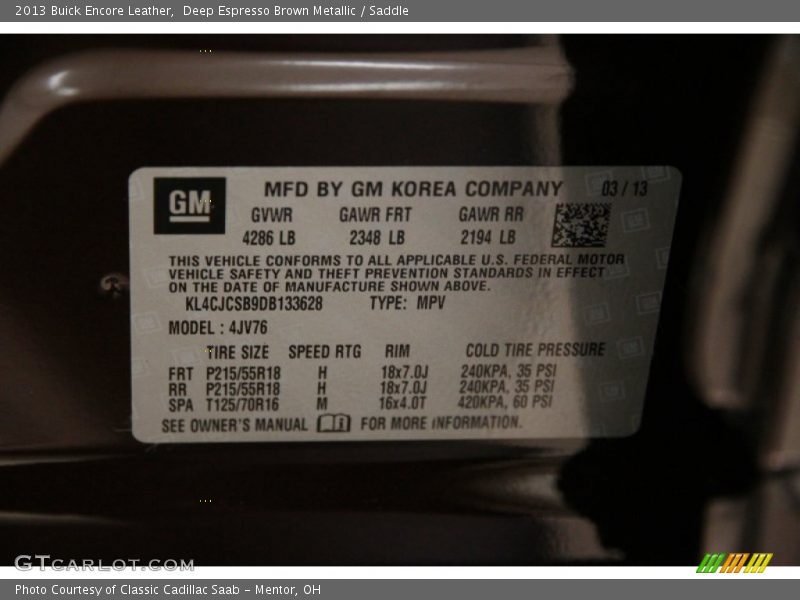 2013 Buick Encore Leather,  Deep Espresso Brown Metallic / Saddle
GM
MFD BY GM KOREA COMPANY 03 / 13
GVWR GAWR FRT GAWR RR
4286 LB 2348 LB 2194 LB
THIS VEHICLE CONFORMS TO ALL APPLICABLE U.S. FEDERAL MOTOR
VEHICLE SAFETY AND THEFT PREVENTION STANDARDS IN EFFECT
ON THE DATE OF MANUFACTURE SHOWN ABOVE.
KL4CJCSB9DB133628 TYPE: MPV
MODEL : 4JV76
TIRE SIZE SPEED RTG RIM COLD TIRE PRESSURE
FRT P215/55R18 H 18x7.0J 240KPA, 35 PSI
RR P215/55R18 H 18x7.0J 240KPA, 35 PSI
SPA T125/70R16 M 16x4.0T 420KPA, 60 PSI
SEE OWNER'S MANUAL FOR MORE INFORMATION.
GTCARLOT.COM
Photo Courtesy of Classic Cadillac Saab - Mentor, OH